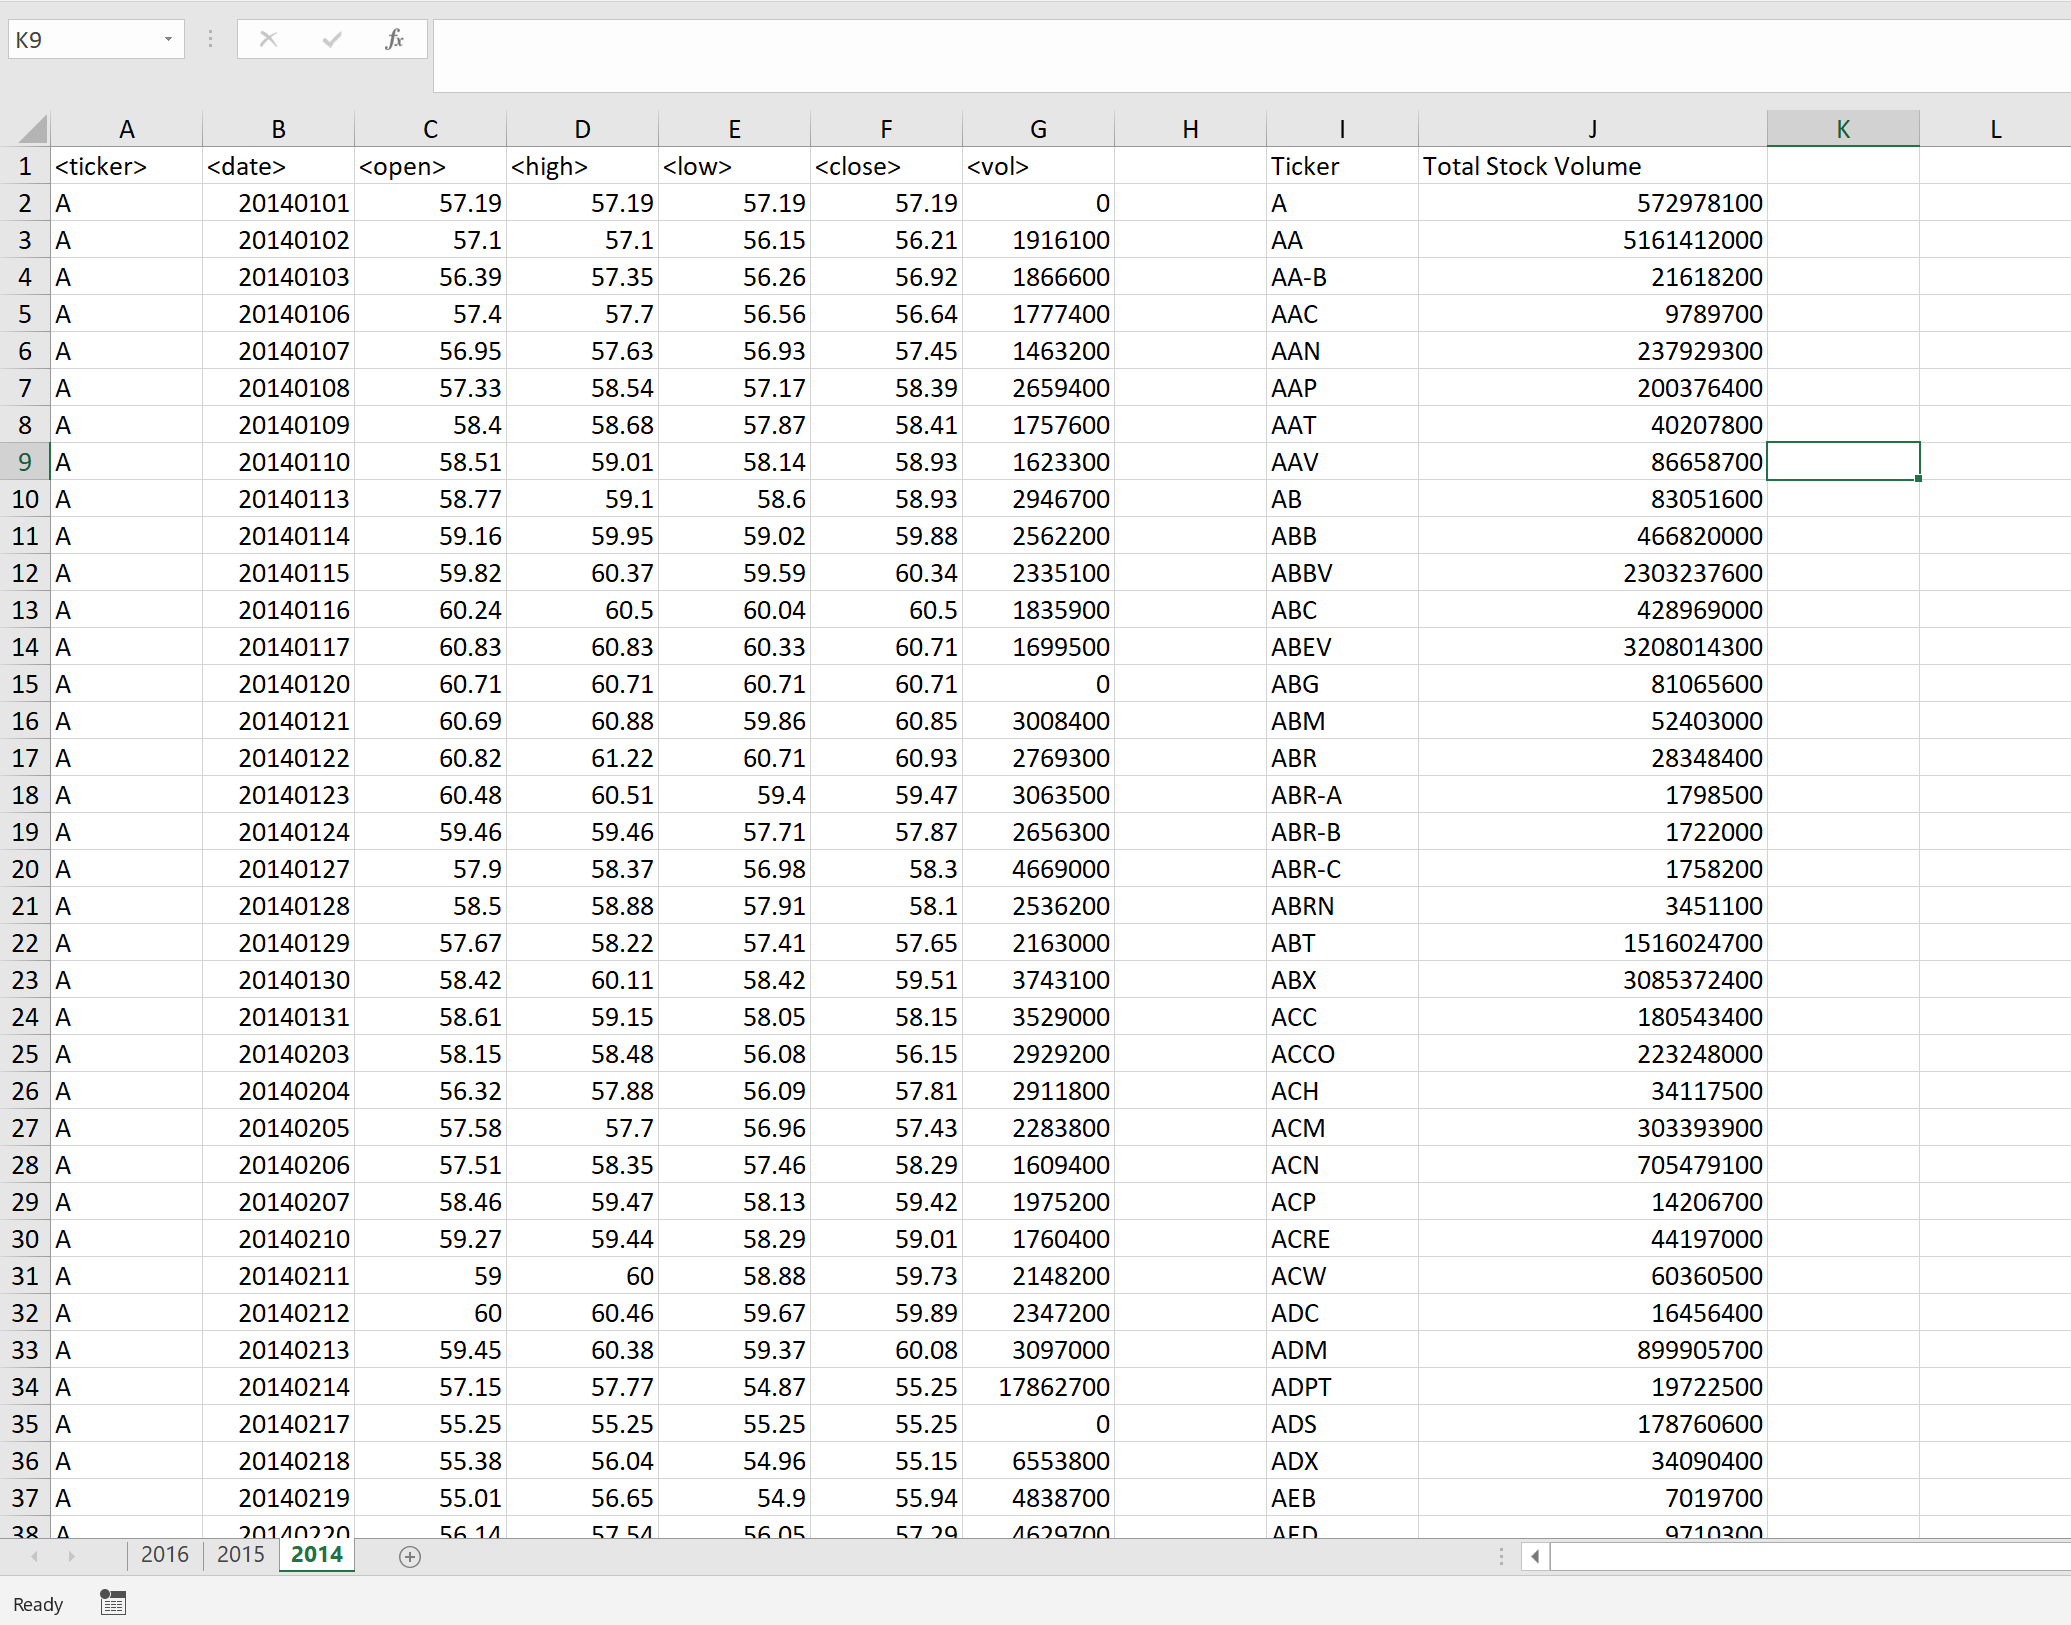 K9 fx
A B C D E F G H I J K L
1 <ticker> <date> <open> <high> <low> <close> <vol> Ticker Total Stock Volume
2 A 20140101 57.19 57.19 57.19 57.19 0 A 572978100
3 A 20140102 57.1 57.1 56.15 56.21 1916100 AA 5161412000
4 A 20140103 56.39 57.35 56.26 56.92 1866600 AA-B 21618200
5 A 20140106 57.4 57.7 56.56 56.64 1777400 AAC 9789700
6 A 20140107 56.95 57.63 56.93 57.45 1463200 AAN 237929300
7 A 20140108 57.33 58.54 57.17 58.39 2659400 AAP 200376400
8 A 20140109 58.4 58.68 57.87 58.41 1757600 AAT 40207800
9 A 20140110 58.51 59.01 58.14 58.93 1623300 AAV 86658700
10 A 20140113 58.77 59.1 58.6 58.93 2946700 AB 83051600
11 A 20140114 59.16 59.95 59.02 59.88 2562200 ABB 466820000
12 A 20140115 59.82 60.37 59.59 60.34 2335100 ABBV 2303237600
13 A 20140116 60.24 60.5 60.04 60.5 1835900 ABC 428969000
14 A 20140117 60.83 60.83 60.33 60.71 1699500 ABEV 3208014300
15 A 20140120 60.71 60.71 60.71 60.71 0 ABG 81065600
16 A 20140121 60.69 60.88 59.86 60.85 3008400 ABM 52403000
17 A 20140122 60.82 61.22 60.71 60.93 2769300 ABR 28348400
18 A 20140123 60.48 60.51 59.4 59.47 3063500 ABR-A 1798500
19 A 20140124 59.46 59.46 57.71 57.87 2656300 ABR-B 1722000
20 A 20140127 57.9 58.37 56.98 58.3 4669000 ABR-C 1758200
21 A 20140128 58.5 58.88 57.91 58.1 2536200 ABRN 3451100
22 A 20140129 57.67 58.22 57.41 57.65 2163000 ABT 1516024700
23 A 20140130 58.42 60.11 58.42 59.51 3743100 ABX 3085372400
24 A 20140131 58.61 59.15 58.05 58.15 3529000 ACC 180543400
25 A 20140203 58.15 58.48 56.08 56.15 2929200 ACCO 223248000
26 A 20140204 56.32 57.88 56.09 57.81 2911800 ACH 34117500
27 A 20140205 57.58 57.7 56.96 57.43 2283800 ACM 303393900
28 A 20140206 57.51 58.35 57.46 58.29 1609400 ACN 705479100
29 A 20140207 58.46 59.47 58.13 59.42 1975200 ACP 14206700
30 A 20140210 59.27 59.44 58.29 59.01 1760400 ACRE 44197000
31 A 20140211 59 60 58.88 59.73 2148200 ACW 60360500
32 A 20140212 60 60.46 59.67 59.89 2347200 ADC 16456400
33 A 20140213 59.45 60.38 59.37 60.08 3097000 ADM 899905700
34 A 20140214 57.15 57.77 54.87 55.25 17862700 ADPT 19722500
35 A 20140217 55.25 55.25 55.25 55.25 0 ADS 178760600
36 A 20140218 55.38 56.04 54.96 55.15 6553800 ADX 34090400
37 A 20140219 55.01 56.65 54.9 55.94 4838700 AEB 7019700
38 A 20140220 56.14 57.54 56.05 57.29 4629700 AED 9710300
2016 2015 2014
Ready